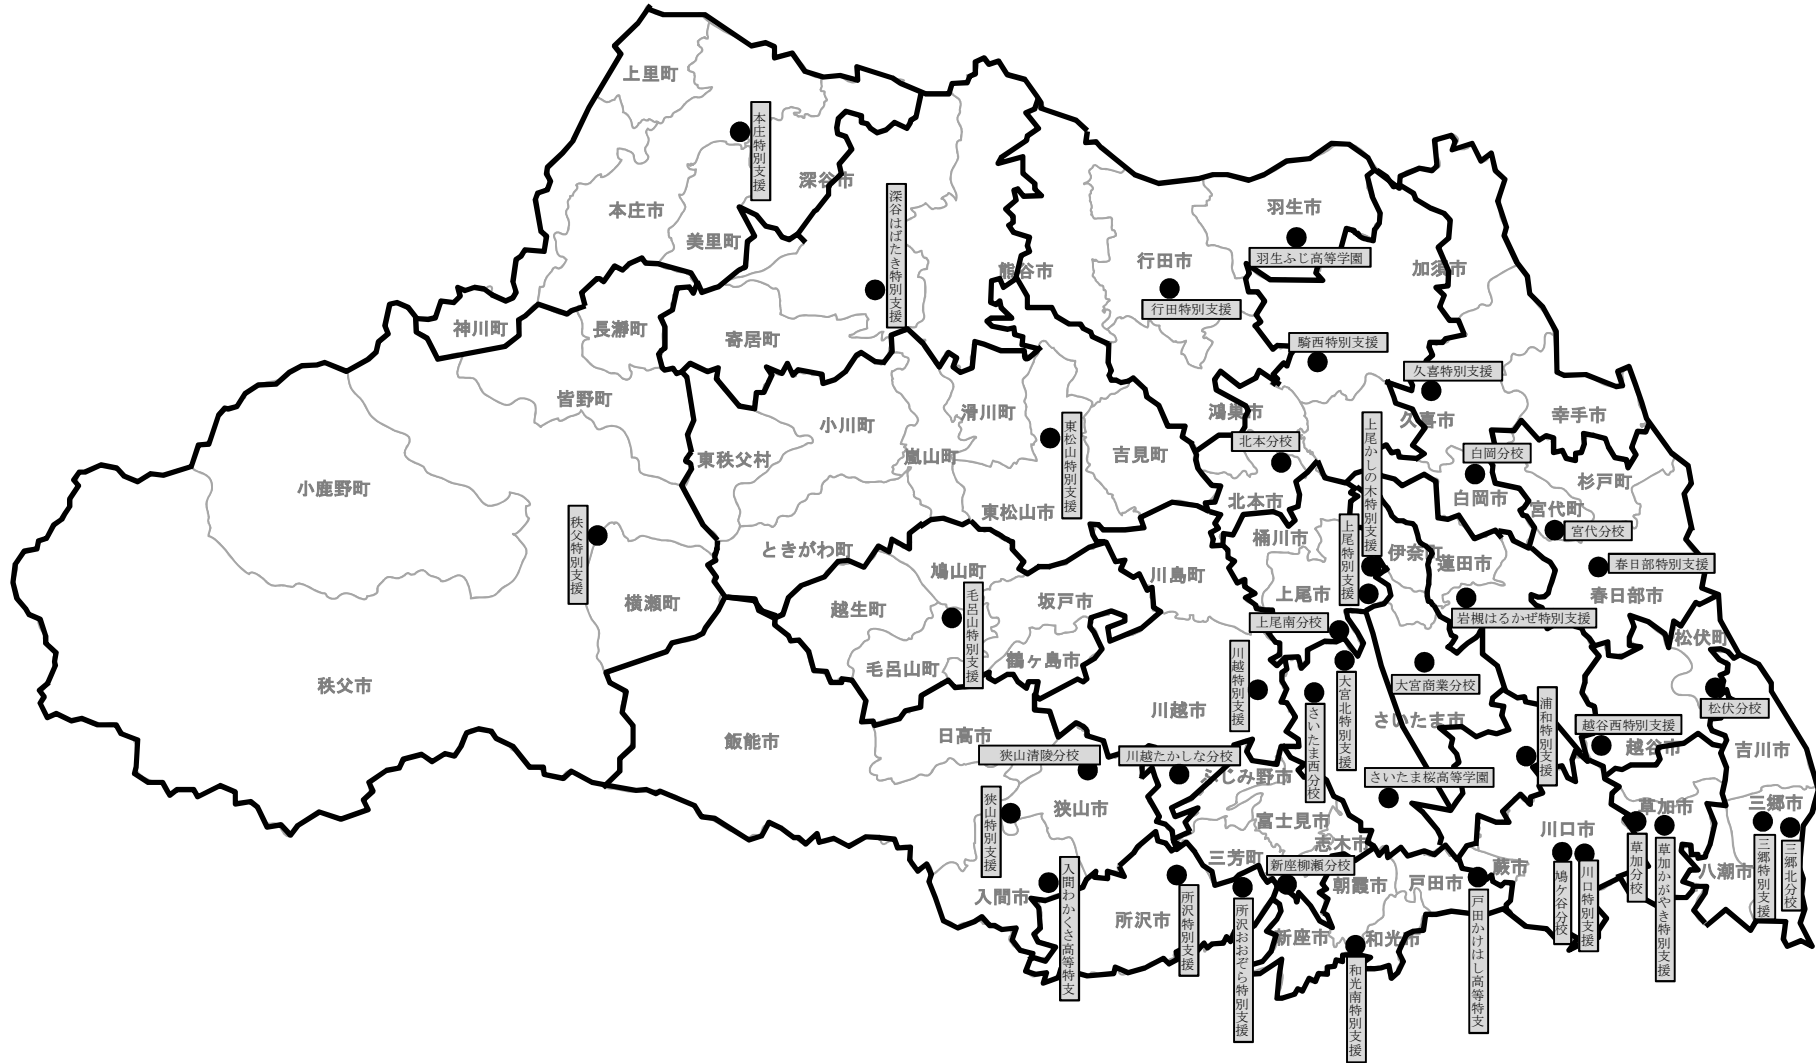 上里町
本庄特別支援
深谷市
本庄市
美里町
深谷はばたき特別支援
羽生市
羽生ふじ高等学園
行田市
行田特別支援
熊谷市
加須市
神川町
長瀞町
寄居町
騎西特別支援
久喜特別支援
皆野町
小川町
滑川町
鴻巣市
久喜市
幸手市
東松山特別支援
上尾かしの木特別支援
北本分校
白岡分校
東秩父村
嵐山町
吉見町
小鹿野町
北本市
白岡市
杉戸町
宮代町
宮代分校
東松山市
秩父特別支援
上尾特別支援
桶川市
ときがわ町
伊奈町
蓮田市
春日部特別支援
鳩山町
川島町
毛呂山特別支援
横瀬町
越生町
坂戸市
上尾市
春日部市
岩槻はるかぜ特別支援
上尾南分校
松伏町
川越特別支援
毛呂山町
鶴ヶ島市
大宮北特別支援
大宮商業分校
秩父市
浦和特別支援
松伏分校
さいたま西分校
川越市
さいたま市
越谷西特別支援
飯能市
日高市
越谷市
吉川市
狭山清陵分校
川越たかしな分校
ふじみ野市
さいたま桜高等学園
狭山特別支援
狭山市
草加市
三郷市
富士見市
川口市
志木市
草加分校
草加かがやき特別支援
三郷特別支援
三郷北分校
三芳町
新座柳瀬分校
入間わかくさ高等特支
鳩ケ谷分校
川口特別支援
蕨市
八潮市
朝霞市
戸田市
入間市
所沢特別支援
所沢おおぞら特別支援
戸田かけはし高等特支
所沢市
新座市
和光市
和光南特別支援